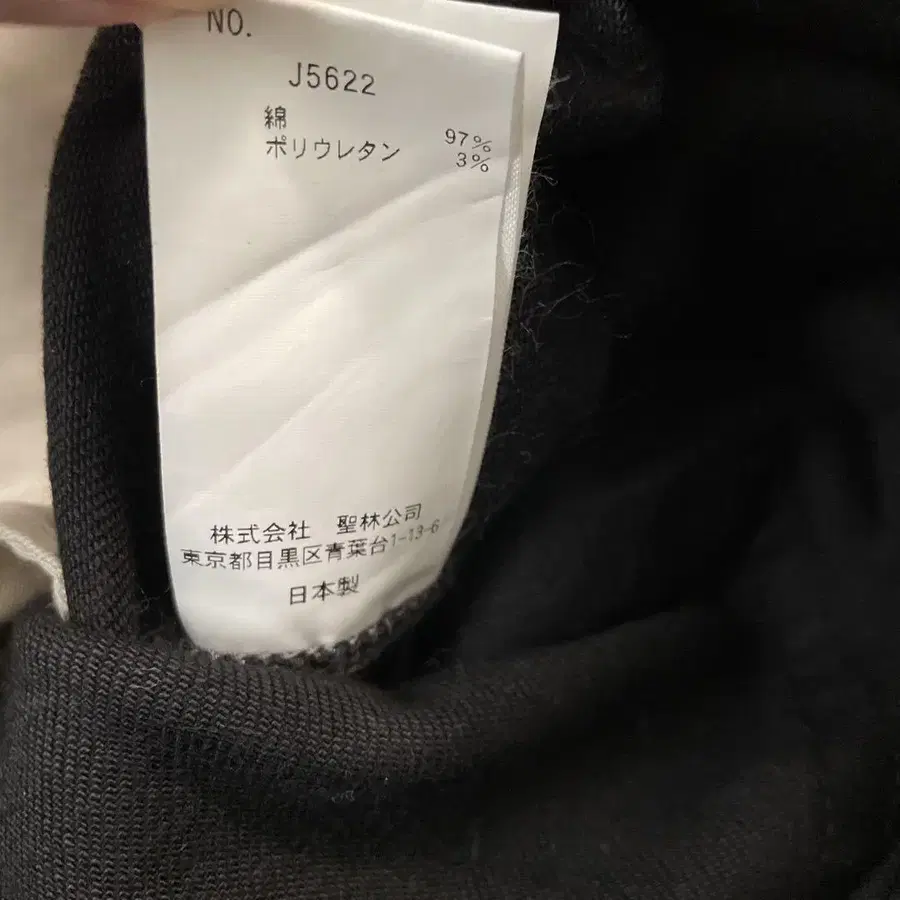 NO.
J5622
綿 97%
ポリウレタン 3%
株式会社 聖林公司
東京都目黒区青葉台1-13-6
日本製